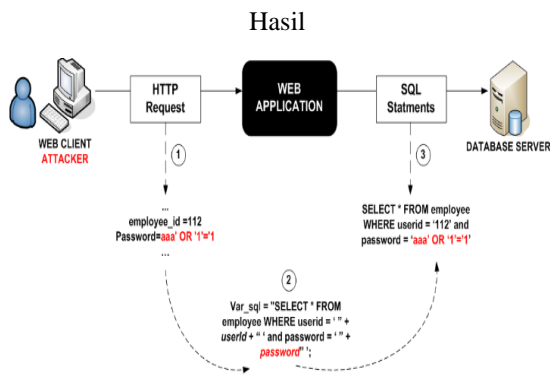 Hasil
HTTP
Request
WEB
APPLICATION
SQL
Statments
WEB CLIENT
ATTACKER
DATABASE SERVER
1
3
...
employee_id =112
Password=aaa' OR '1'='1
...
SELECT * FROM employee
WHERE userid = '112' and
password = 'aaa' OR '1'='1'
2
Var_sql = "SELECT * FROM
employee WHERE userid = ' " +
userId + " ' and password = ' " +
password" ';